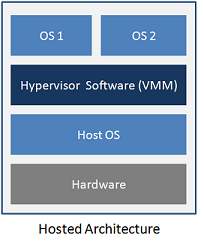 OS 1 OS 2
Hypervisor Software (VMM)
Host OS
Hardware
Hosted Architecture